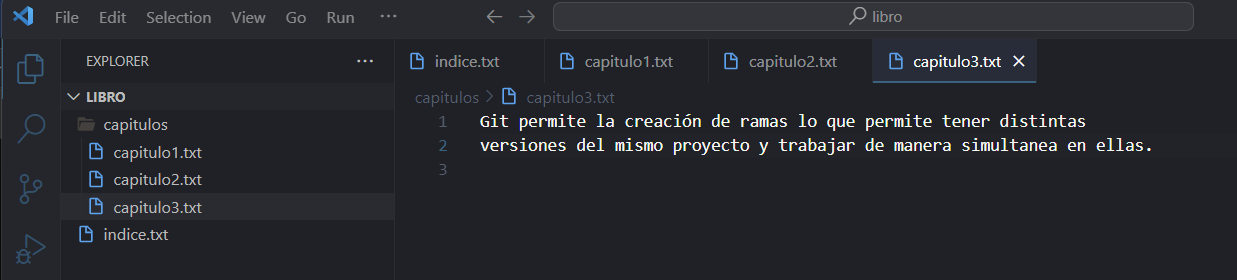 File Edit Selection View Go Run ... libro
EXPLORER ...
indice.txt capitulo1.txt capitulo2.txt capitulo3.txt
LIBRO
capitulos > capitulo3.txt
capitulos
capitulo1.txt
capitulo2.txt
capitulo3.txt
indice.txt
1 Git permite la creación de ramas lo que permite tener distintas
2 versiones del mismo proyecto y trabajar de manera simultanea en ellas.
3